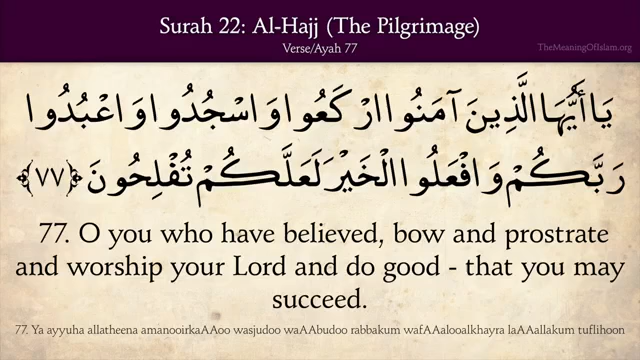 Surah 22: Al-Hajj (The Pilgrimage)
Verse/Ayah 77
TheMeaningOfIslam.org
يَا أَيُّهَا الَّذِينَ آمَنُوا ارْكَعُوا وَاسْجُدُوا وَاعْبُدُوا
رَبَّكُمْ وَافْعَلُوا الْخَيْرَ لَعَلَّكُمْ تُفْلِحُونَ ﴿٧٧﴾
77. O you who have believed, bow and prostrate
and worship your Lord and do good - that you may
succeed.
77. Ya ayyuha allatheena amanooirkaAAoo wasjudoo waAAbudoo rabbakum wafAAalooalkhayra laAAallakum tuflihoon